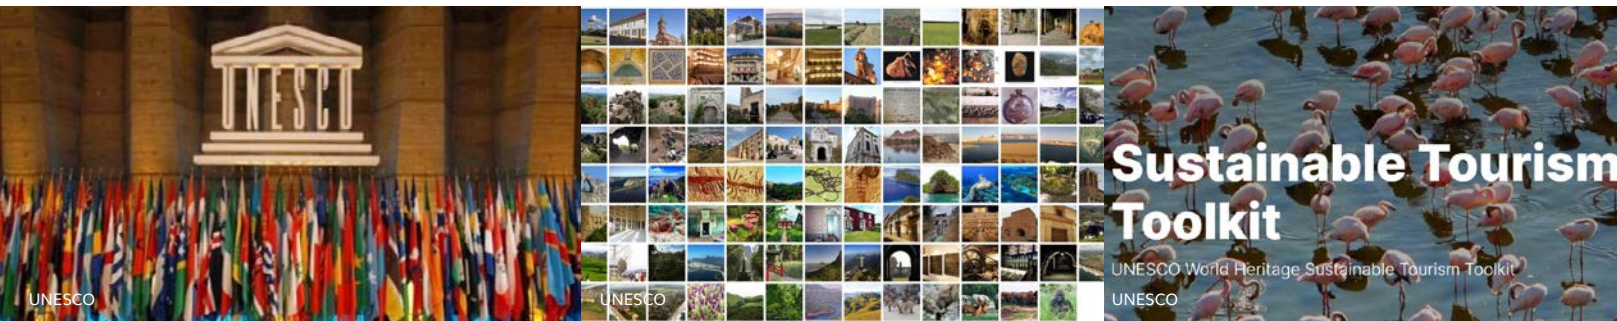 UNESCO
UNESCO
UNESCO
Sustainable Tourism
Toolkit
UNESCO World Heritage Sustainable Tourism Toolkit
UNESCO